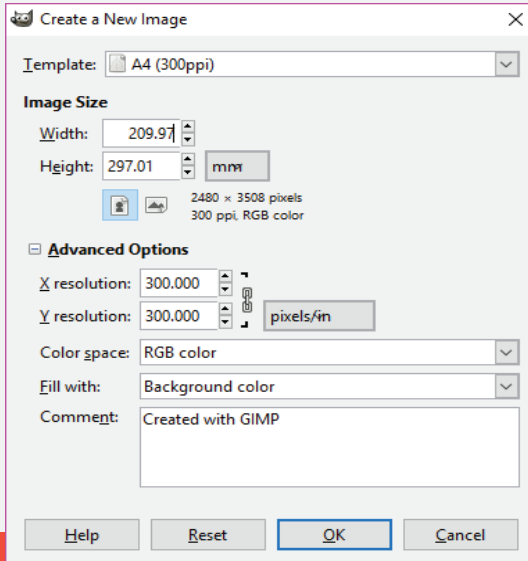 Create a New Image
Template: A4 (300ppi)
Image Size
Width: 209.97
Height: 297.01 mm
2480 × 3508 pixels
300 ppi, RGB color
Advanced Options
X resolution: 300.000
Y resolution: 300.000 pixels/in
Color space: RGB color
Fill with: Background color
Comment: Created with GIMP
Help Reset OK Cancel